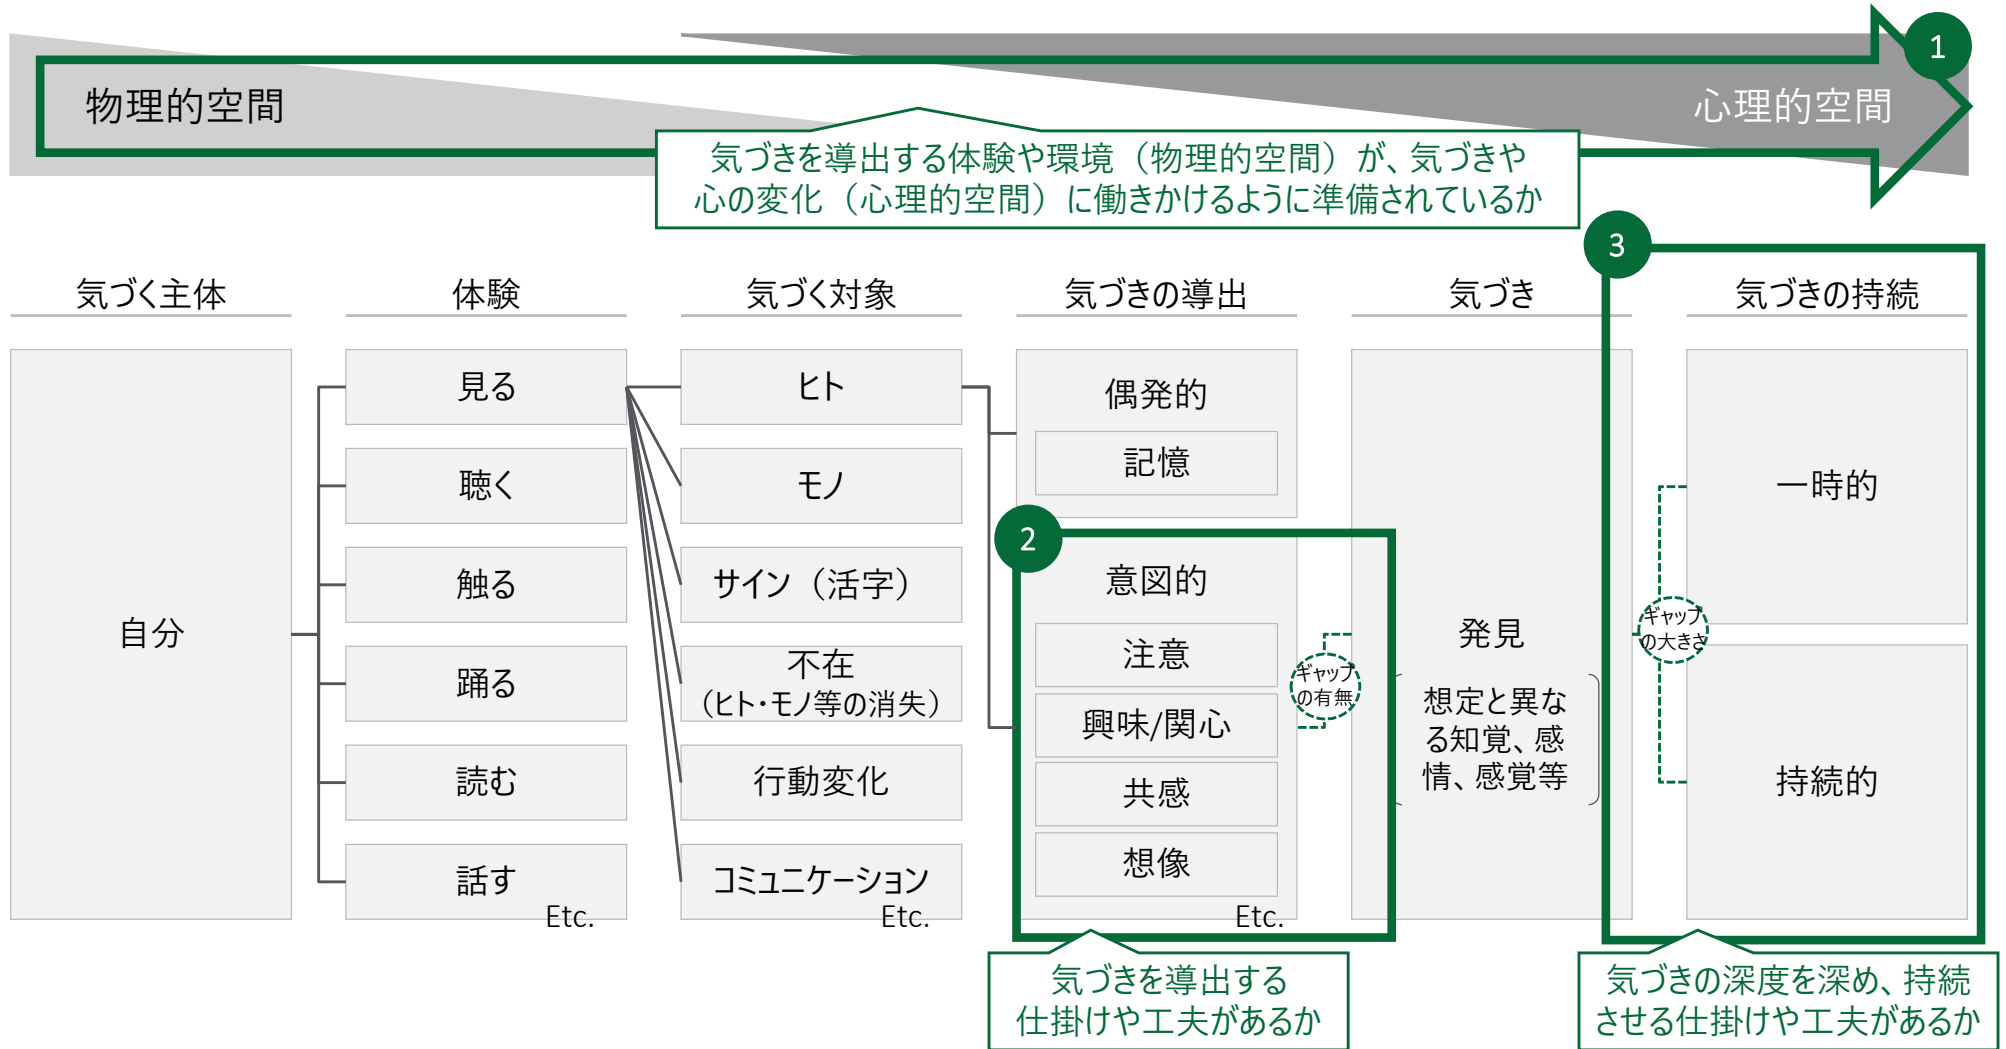 1
物理的空間
心理的空間
気づきを導出する体験や環境（物理的空間）が、気づきや
心の変化（心理的空間）に働きかけるように準備されているか
3
気づく主体
体験
気づく対象
気づきの導出
気づき
気づきの持続
自分
見る
聴く
触る
踊る
読む
話す
Etc.
ヒト
モノ
サイン（活字）
不在
（ヒト・モノ等の消失）
行動変化
コミュニケーション
Etc.
偶発的
記憶
2
意図的
注意
興味/関心
共感
想像
Etc.
ギャップ
の有無
発見
想定と異な
る知覚、感
情、感覚等
ギャップ
の大きさ
一時的
持続的
気づきを導出する
仕掛けや工夫があるか
気づきの深度を深め、持続
させる仕掛けや工夫があるか